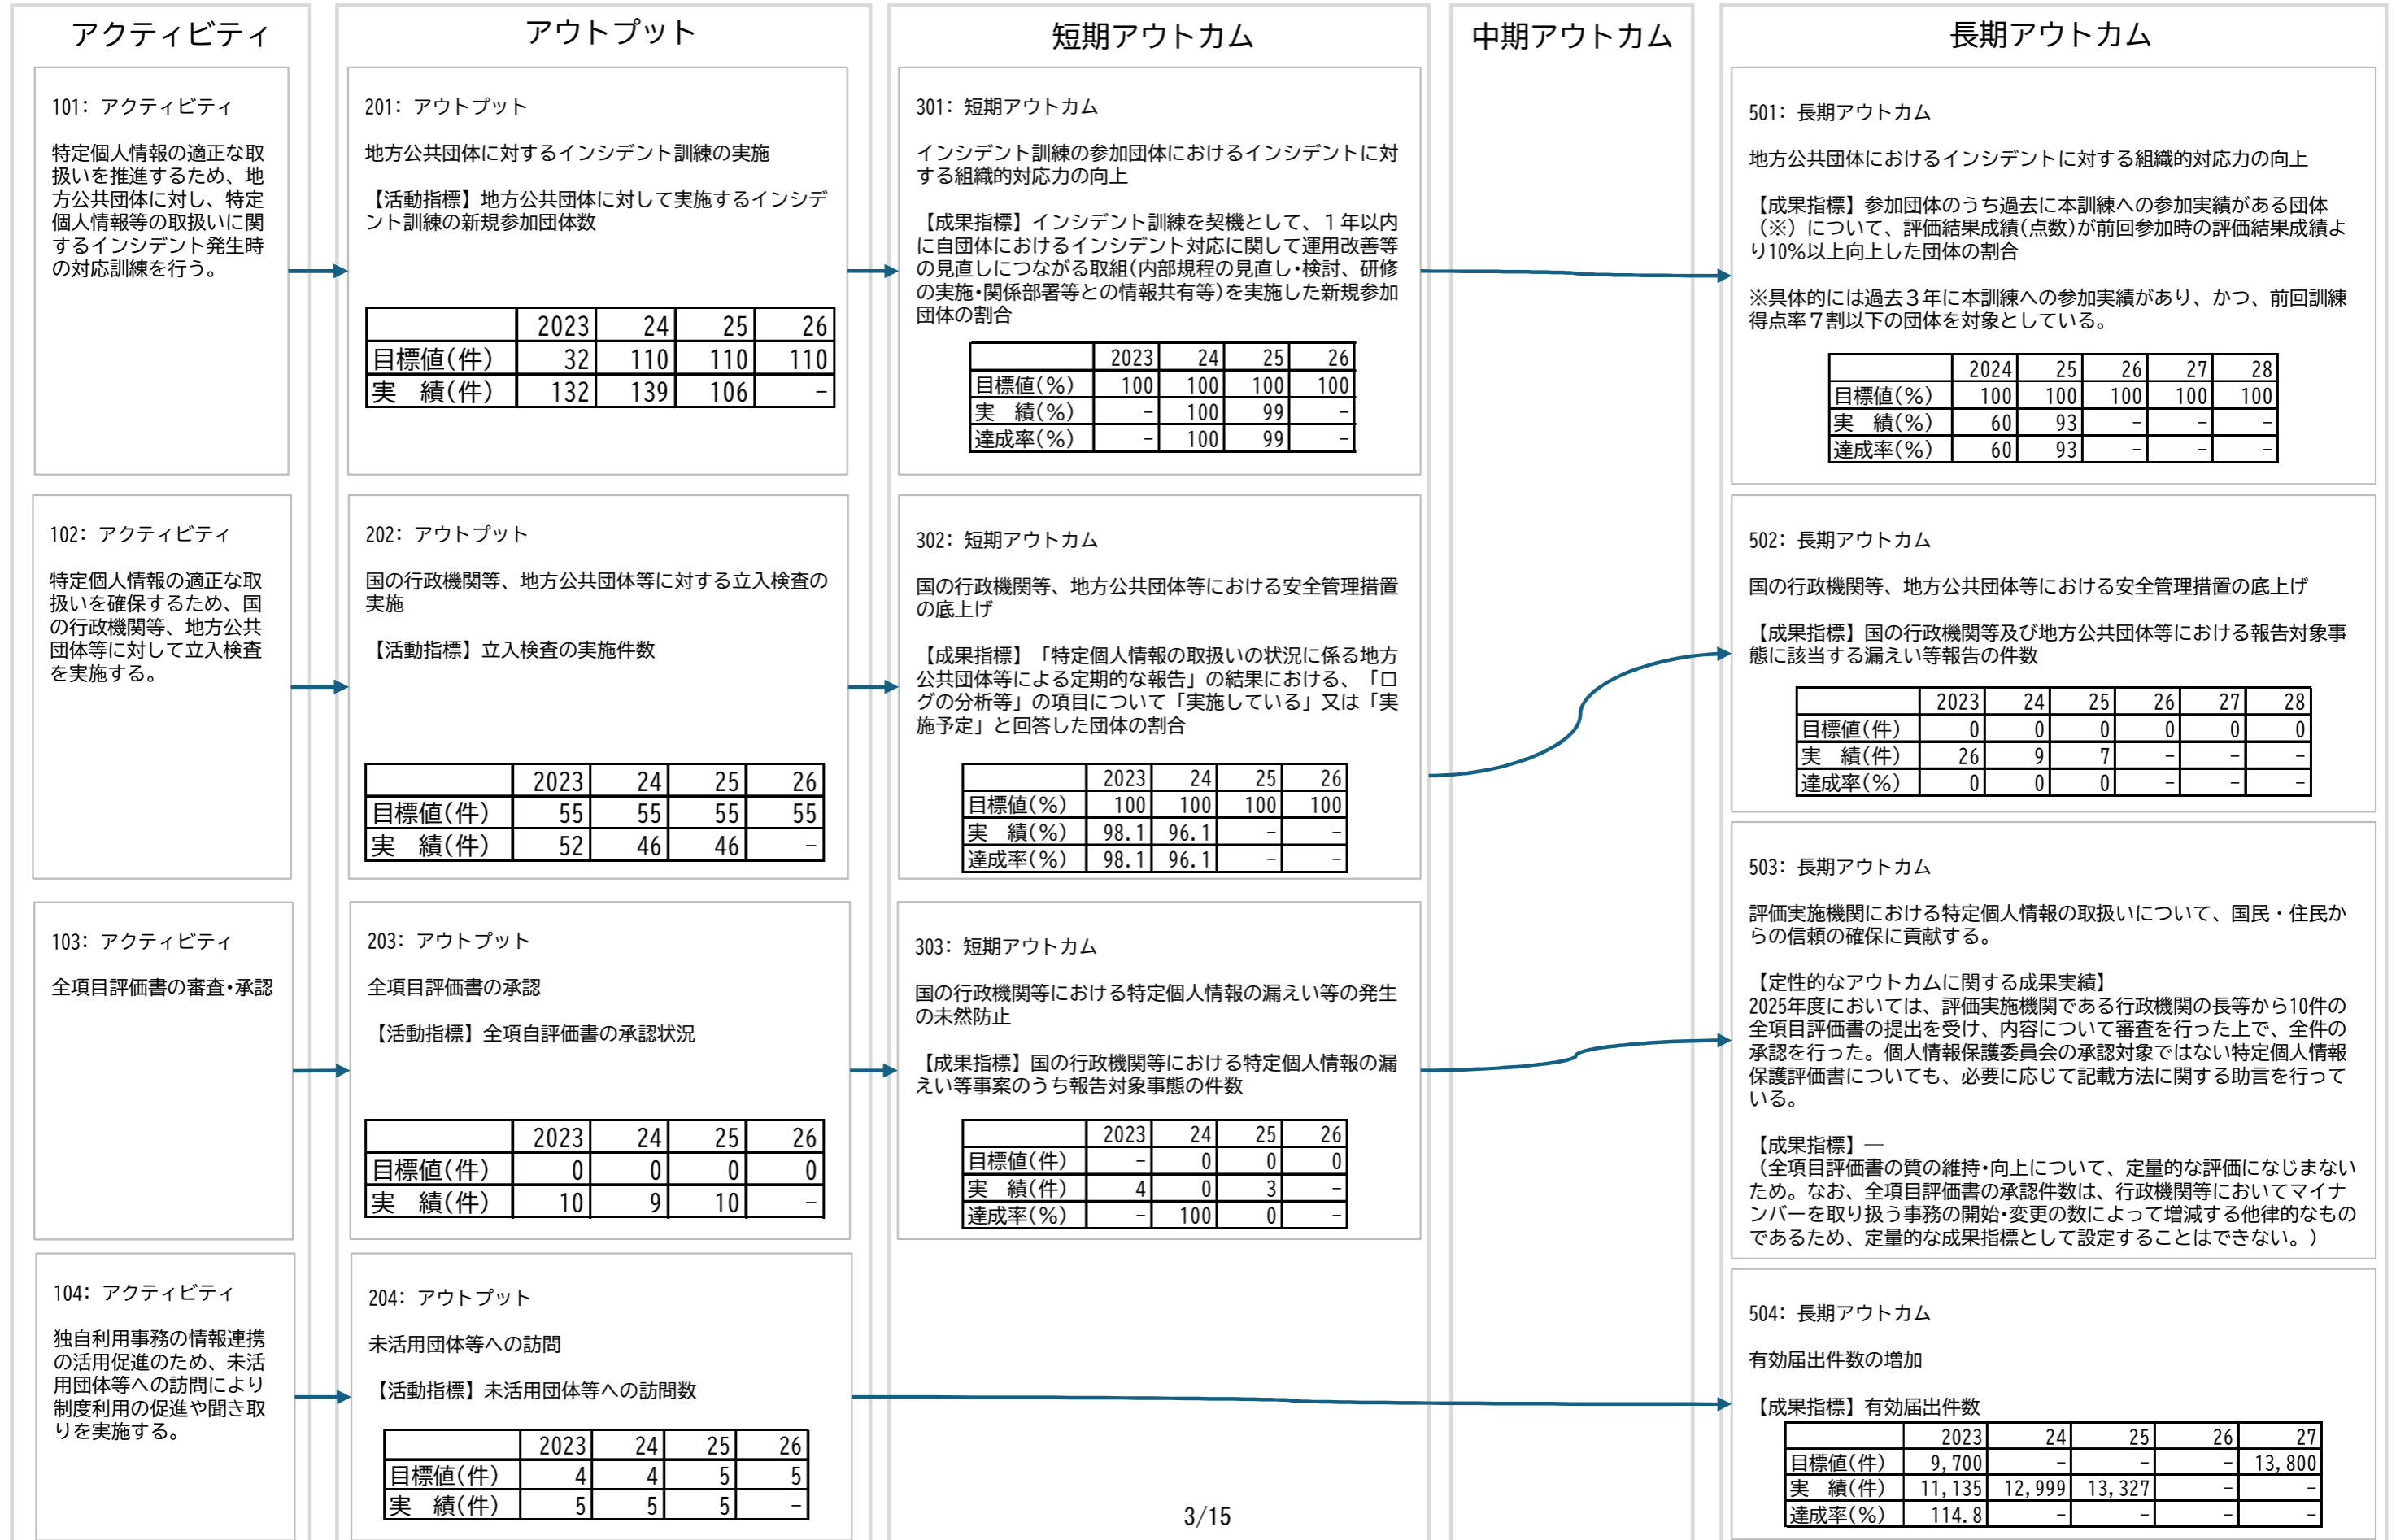 アクティビティ
アウトプット
短期アウトカム
中期アウトカム
長期アウトカム
101: アクティビティ
特定個人情報の適正な取
扱いを推進するため、地
方公共団体に対し、特定
個人情報等の取扱いに関
するインシデント発生時
の対応訓練を行う。
201: アウトプット
地方公共団体に対するインシデント訓練の実施
【活動指標】地方公共団体に対して実施するインシデ
ント訓練の新規参加団体数
2023 24 25 26
目標値(件) 32 110 110 110
実　績(件) 132 139 106 −
301: 短期アウトカム
インシデント訓練の参加団体におけるインシデントに対
する組織的対応力の向上
【成果指標】インシデント訓練を契機として、１年以内
に自団体におけるインシデント対応に関して運用改善等
の見直しにつながる取組(内部規程の見直し・検討、研修
の実施・関係部署等との情報共有等)を実施した新規参加
団体の割合
2023 24 25 26
目標値(%) 100 100 100 100
実　績(%) − 100 99 −
達成率(%) − 100 99 −
501: 長期アウトカム
地方公共団体におけるインシデントに対する組織的対応力の向上
【成果指標】参加団体のうち過去に本訓練への参加実績がある団体
（※）について、評価結果成績(点数)が前回参加時の評価結果成績よ
り10%以上向上した団体の割合
※具体的には過去３年に本訓練への参加実績があり、かつ、前回訓練
得点率７割以下の団体を対象としている。
2024 25 26 27 28
目標値(%) 100 100 100 100 100
実　績(%) 60 93 − − −
達成率(%) 60 93 − − −
102: アクティビティ
特定個人情報の適正な取
扱いを確保するため、国
の行政機関等、地方公共
団体等に対して立入検査
を実施する。
202: アウトプット
国の行政機関等、地方公共団体等に対する立入検査の
実施
【活動指標】立入検査の実施件数
2023 24 25 26
目標値(件) 55 55 55 55
実　績(件) 52 46 46 −
302: 短期アウトカム
国の行政機関等、地方公共団体等における安全管理措置
の底上げ
【成果指標】「特定個人情報の取扱いの状況に係る地方
公共団体等による定期的な報告」の結果における、「ロ
グの分析等」の項目について「実施している」又は「実
施予定」と回答した団体の割合
2023 24 25 26
目標値(%) 100 100 100 100
実　績(%) 98.1 96.1 − −
達成率(%) 98.1 96.1 − −
502: 長期アウトカム
国の行政機関等、地方公共団体等における安全管理措置の底上げ
【成果指標】国の行政機関等及び地方公共団体等における報告対象事
態に該当する漏えい等報告の件数
2023 24 25 26 27 28
目標値(件) 0 0 0 0 0 0
実　績(件) 26 9 7 − − −
達成率(%) 0 0 0 − − −
103: アクティビティ
全項目評価書の審査・承認
203: アウトプット
全項目評価書の承認
【活動指標】全項自評価書の承認状況
2023 24 25 26
目標値(件) 0 0 0 0
実　績(件) 10 9 10 −
303: 短期アウトカム
国の行政機関等における特定個人情報の漏えい等の発生
の未然防止
【成果指標】国の行政機関等における特定個人情報の漏
えい等事案のうち報告対象事態の件数
2023 24 25 26
目標値(件) − 0 0 0
実　績(件) 4 0 3 −
達成率(%) − 100 0 −
503: 長期アウトカム
評価実施機関における特定個人情報の取扱いについて、国民・住民か
らの信頼の確保に貢献する。
【定性的なアウトカムに関する成果実績】
2025年度においては、評価実施機関である行政機関の長等から10件の
全項目評価書の提出を受け、内容について審査を行った上で、全件の
承認を行った。個人情報保護委員会の承認対象ではない特定個人情報
保護評価書についても、必要に応じて記載方法に関する助言を行って
いる。
【成果指標】―
（全項目評価書の質の維持・向上について、定量的な評価になじまない
ため。なお、全項目評価書の承認件数は、行政機関等においてマイナ
ンバーを取り扱う事務の開始・変更の数によって増減する他律的なもの
であるため、定量的な成果指標として設定することはできない。）
104: アクティビティ
独自利用事務の情報連携
の活用促進のため、未活
用団体等への訪問により
制度利用の促進や聞き取
りを実施する。
204: アウトプット
未活用団体等への訪問
【活動指標】未活用団体等への訪問数
2023 24 25 26
目標値(件) 4 4 5 5
実　績(件) 5 5 5 −
504: 長期アウトカム
有効届出件数の増加
【成果指標】有効届出件数
2023 24 25 26 27
目標値(件) 9,700 − − − 13,800
実　績(件) 11,135 12,999 13,327 − −
達成率(%) 114.8 − − − −
3/15